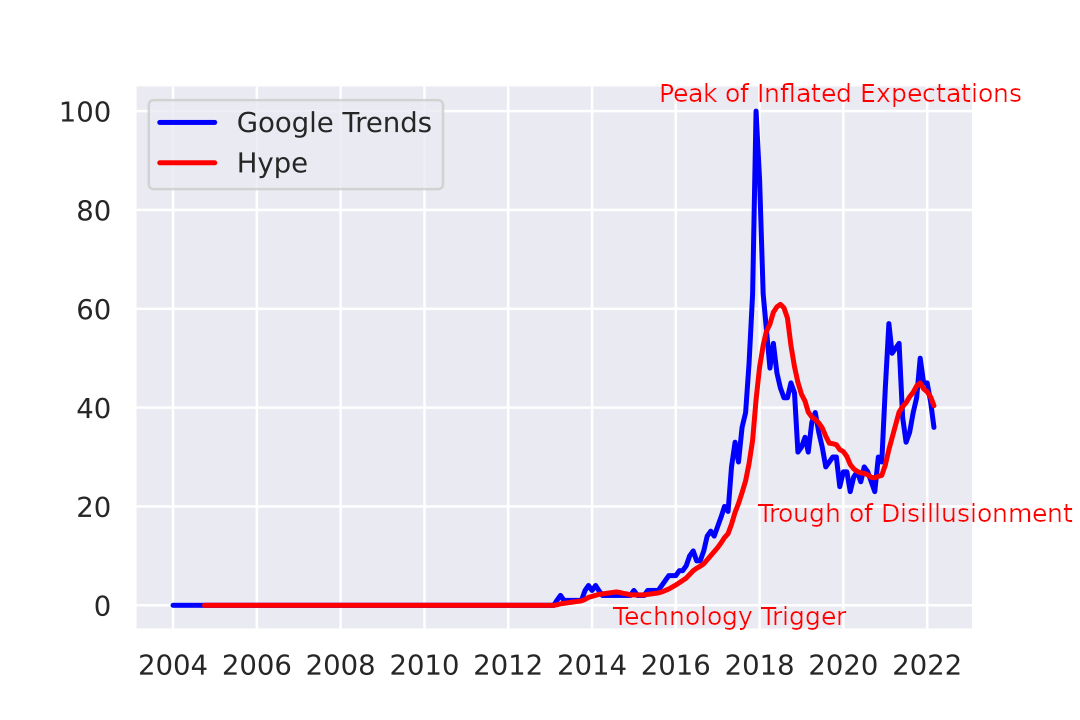 Peak of Inflated Expectations
100
Google Trends
Hype
80
60
40
20
Trough of Disillusionment
0
Technology Trigger
2004 2006 2008 2010 2012 2014 2016 2018 2020 2022